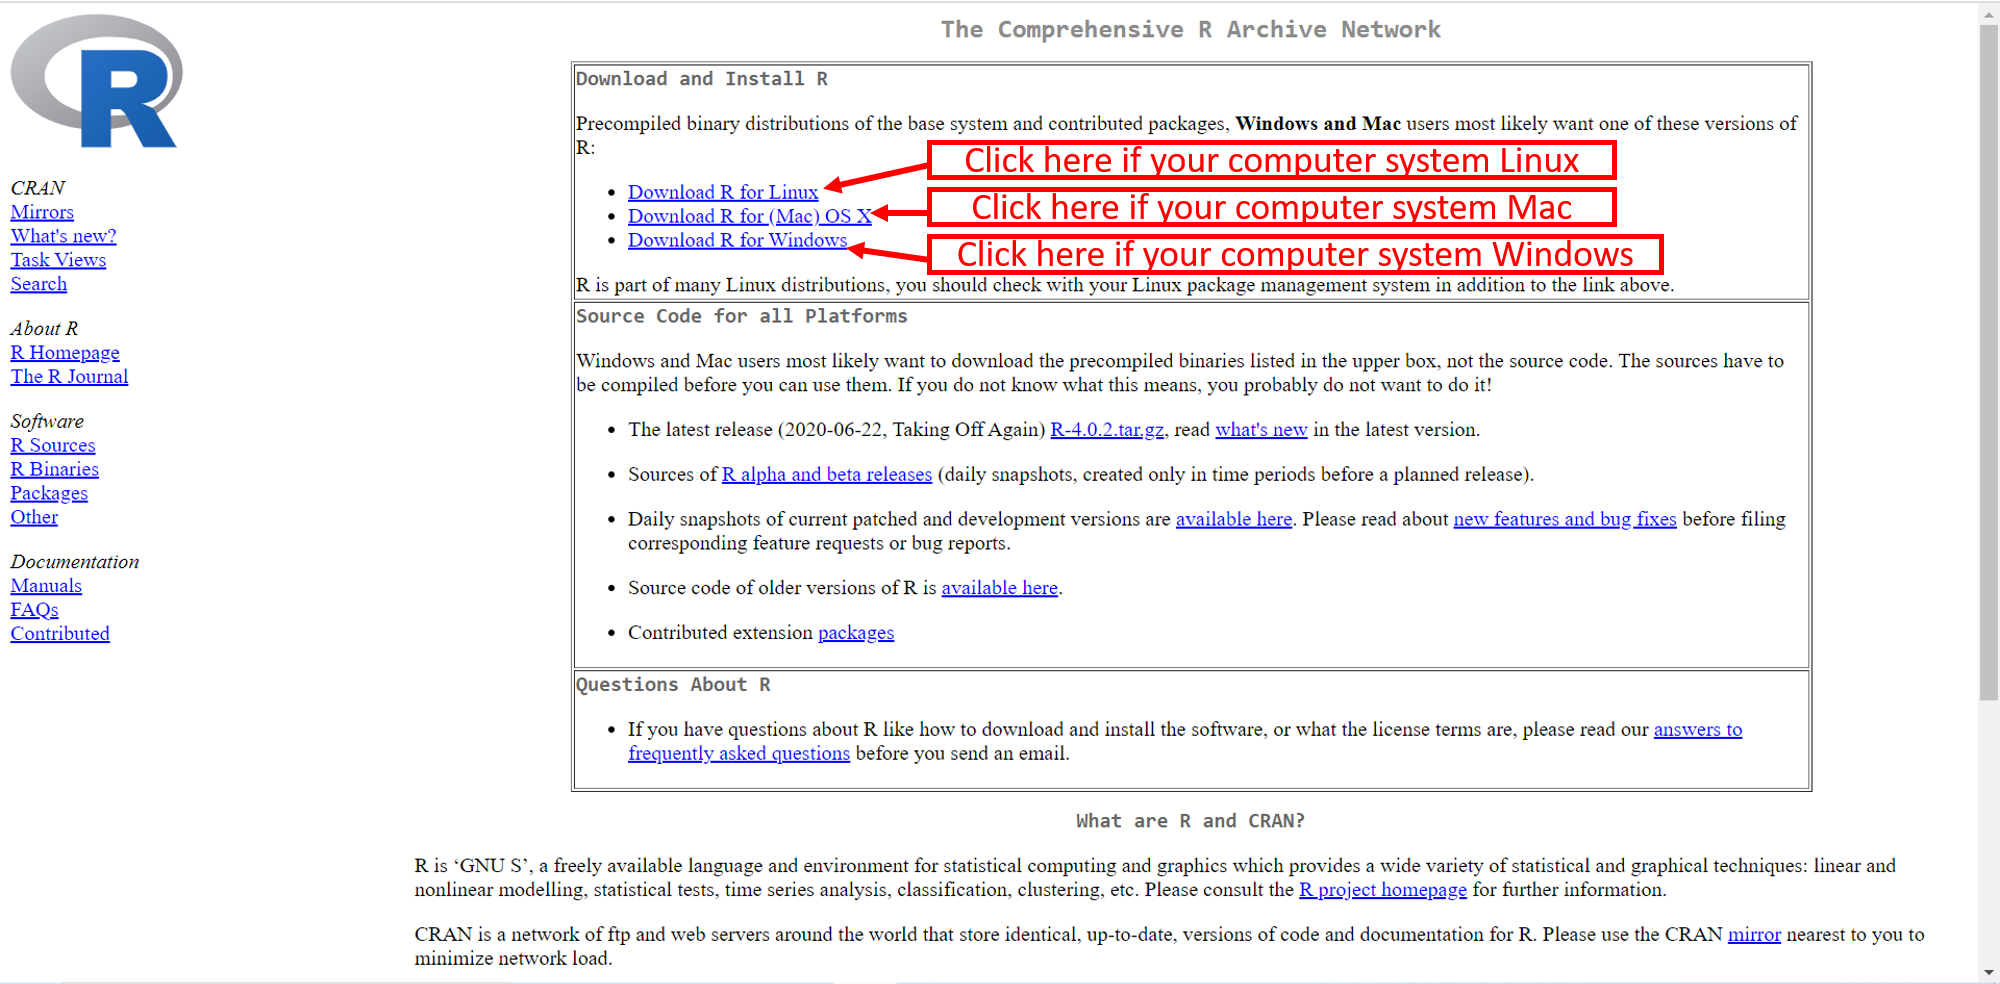 R
CRAN
Mirrors
What's new?
Task Views
Search
About R
R Homepage
The R Journal
Software
R Sources
R Binaries
Packages
Other
Documentation
Manuals
FAQs
Contributed
The Comprehensive R Archive Network
Download and Install R
Precompiled binary distributions of the base system and contributed packages, Windows and Mac users most likely want one of these versions of
R:
Click here if your computer system Linux
• Download R for Linux
Click here if your computer system Mac
• Download R for (Mac) OS X
Click here if your computer system Windows
• Download R for Windows
R is part of many Linux distributions, you should check with your Linux package management system in addition to the link above.
Source Code for all Platforms
Windows and Mac users most likely want to download the precompiled binaries listed in the upper box, not the source code. The sources have to
be compiled before you can use them. If you do not know what this means, you probably do not want to do it!
• The latest release (2020-06-22, Taking Off Again) R-4.0.2.tar.gz, read what's new in the latest version.
• Sources of R alpha and beta releases (daily snapshots, created only in time periods before a planned release).
• Daily snapshots of current patched and development versions are available here. Please read about new features and bug fixes before filing
corresponding feature requests or bug reports.
• Source code of older versions of R is available here.
• Contributed extension packages
Questions About R
• If you have questions about R like how to download and install the software, or what the license terms are, please read our answers to
frequently asked questions before you send an email.
What are R and CRAN?
R is ‘GNU S’, a freely available language and environment for statistical computing and graphics which provides a wide variety of statistical and graphical techniques: linear and
nonlinear modelling, statistical tests, time series analysis, classification, clustering, etc. Please consult the R project homepage for further information.
CRAN is a network of ftp and web servers around the world that store identical, up-to-date, versions of code and documentation for R. Please use the CRAN mirror nearest to you to
minimize network load.